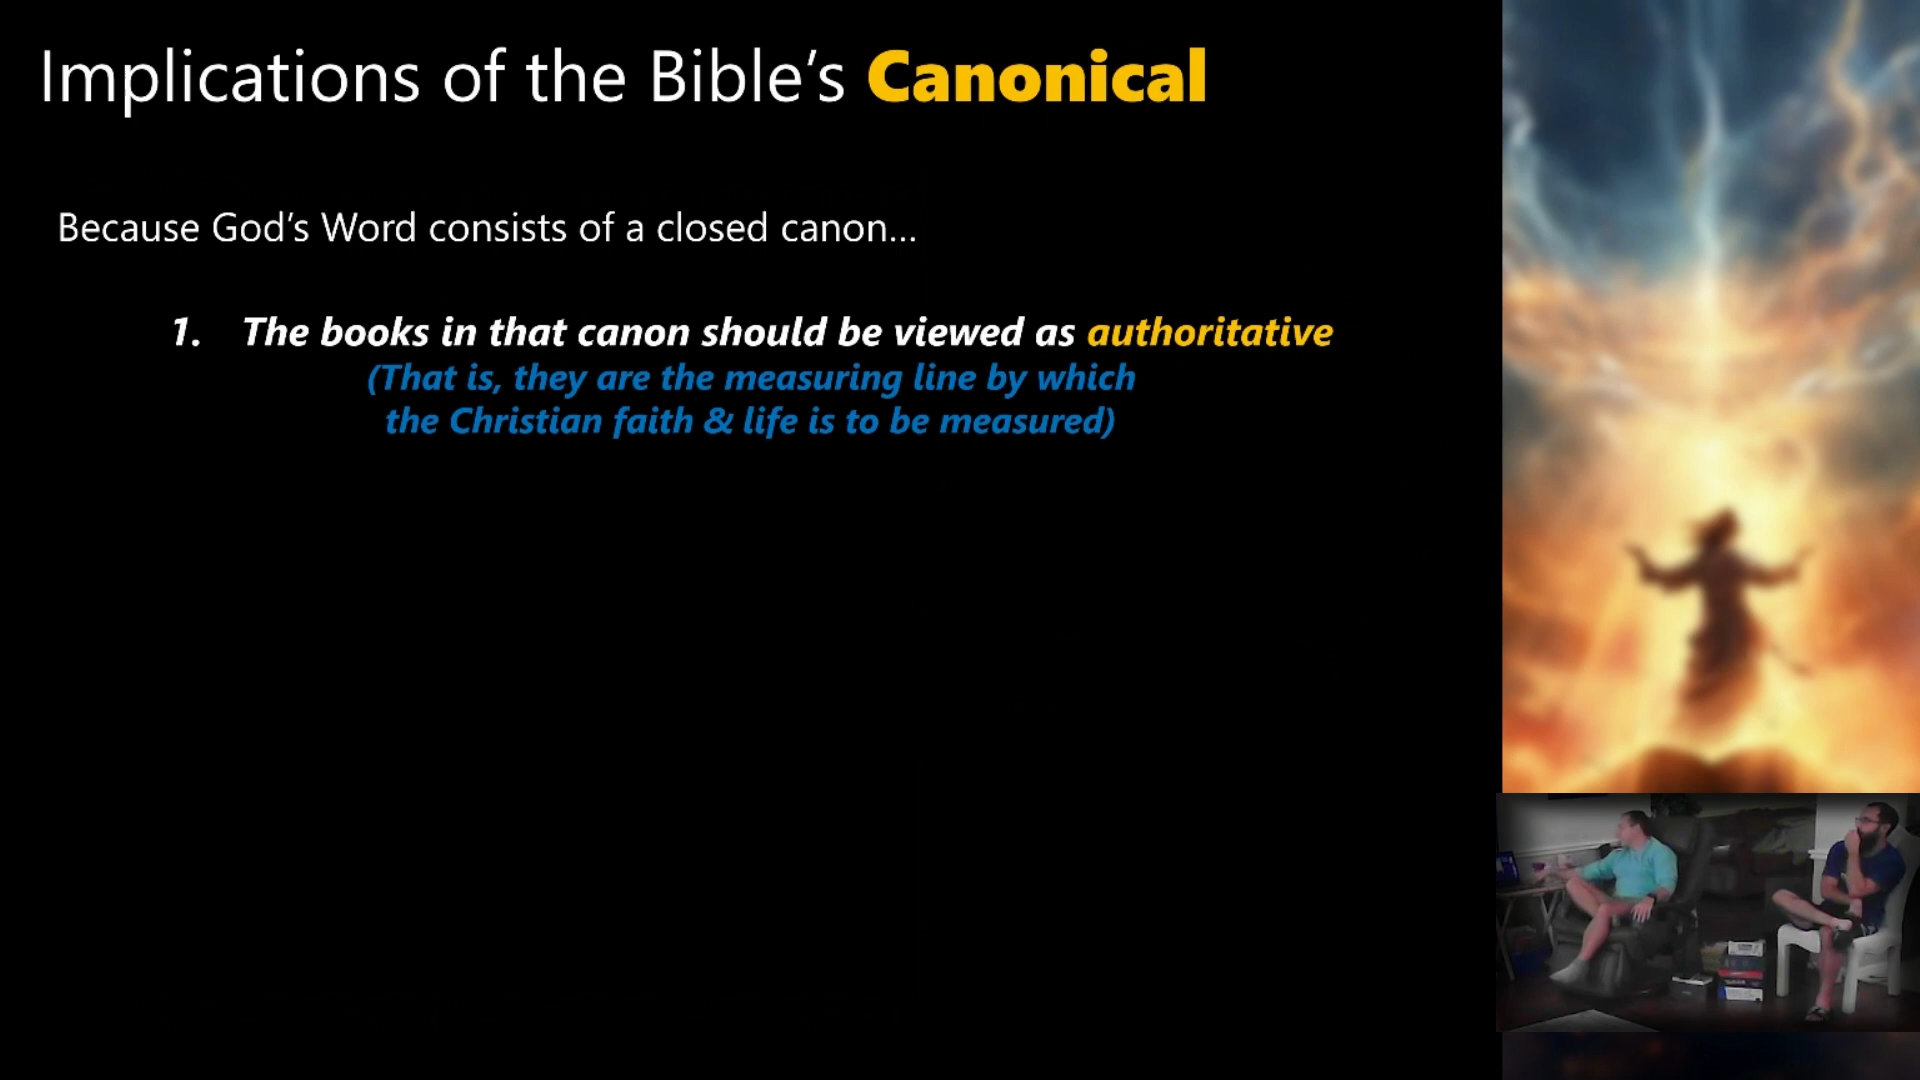 Implications of the Bible’s Canonical
Because God’s Word consists of a closed canon...
1. The books in that canon should be viewed as authoritative
(That is, they are the measuring line by which
the Christian faith & life is to be measured)